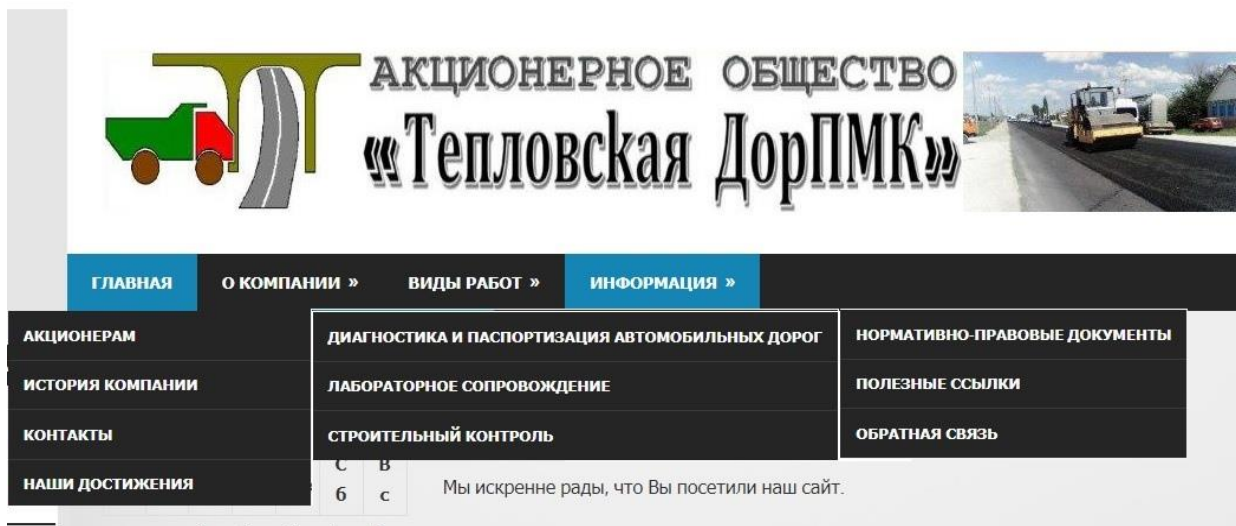 АКЦИОНЕРНОЕ ОБЩЕСТВО
«Тепловская ДорПМК»
ГЛАВНАЯ О КОМПАНИИ » ВИДЫ РАБОТ » ИНФОРМАЦИЯ »
АКЦИОНЕРАМ
ИСТОРИЯ КОМПАНИИ
КОНТАКТЫ
НАШИ ДОСТИЖЕНИЯ
ДИАГНОСТИКА И ПАСПОРТИЗАЦИЯ АВТОМОБИЛЬНЫХ ДОРОГ
ЛАБОРАТОРНОЕ СОПРОВОЖДЕНИЕ
СТРОИТЕЛЬНЫЙ КОНТРОЛЬ
НОРМАТИВНО-ПРАВОВЫЕ ДОКУМЕНТЫ
ПОЛЕЗНЫЕ ССЫЛКИ
ОБРАТНАЯ СВЯЗЬ
С В
б с
Мы искренне рады, что Вы посетили наш сайт.